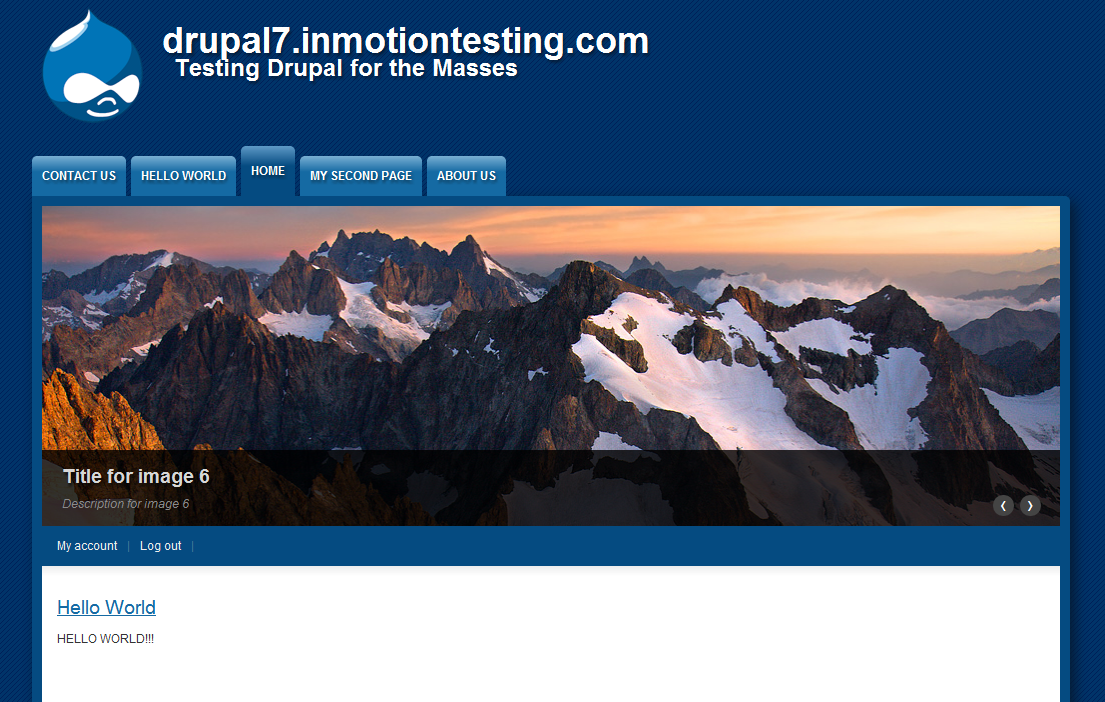 drupal7.inmotiontesting.com
Testing Drupal for the Masses
CONTACT US HELLO WORLD HOME MY SECOND PAGE ABOUT US
Title for image 6
Description for image 6
My account | Log out |
Hello World
HELLO WORLD!!!